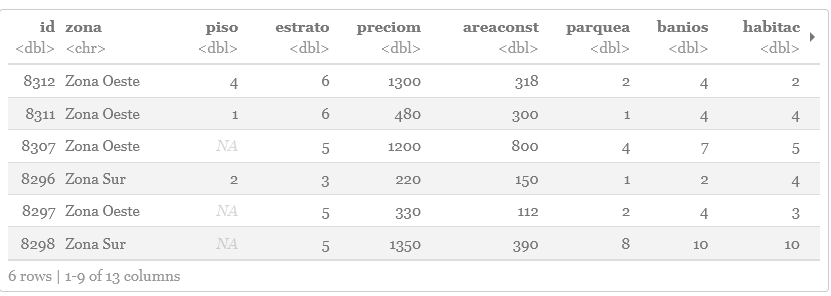 id zona piso estrato preciom areaconst parquea banios habitac
<dbl> <chr> <dbl> <dbl> <dbl> <dbl> <dbl> <dbl> <dbl>
8312 Zona Oeste 4 6 1300 318 2 4 2
8311 Zona Oeste 1 6 480 300 1 4 4
8307 Zona Oeste NA 5 1200 800 4 7 5
8296 Zona Sur 2 3 220 150 1 2 4
8297 Zona Oeste NA 5 330 112 2 4 3
8298 Zona Sur NA 5 1350 390 8 10 10
6 rows | 1-9 of 13 columns